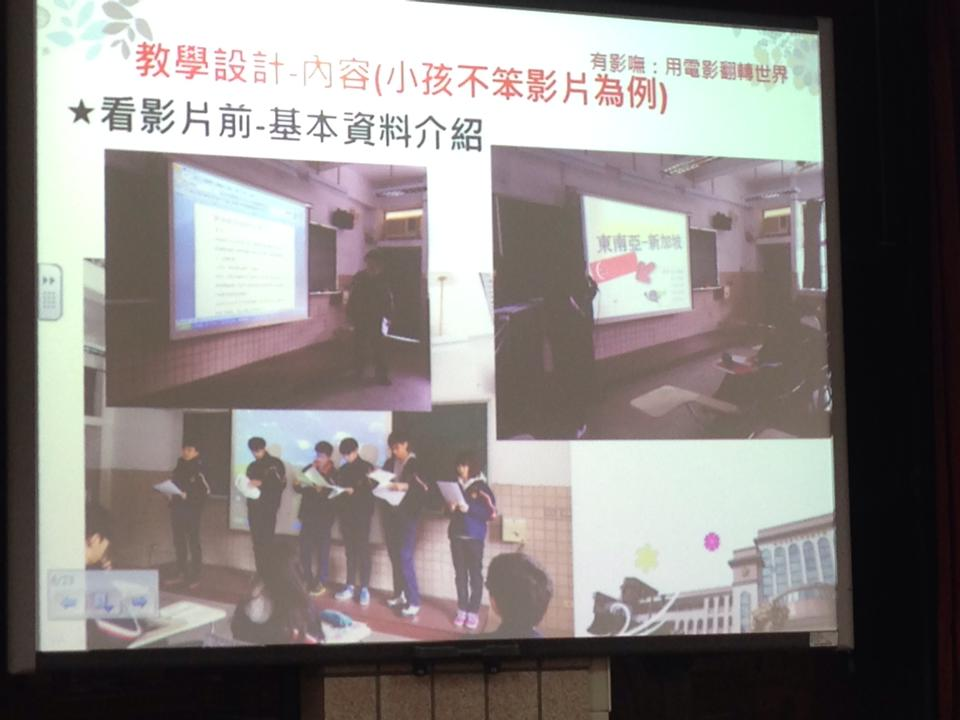 有影嘸：用電影翻轉世界
教學設計-內容(小孩不笨影片為例)
★看影片前-基本資料介紹
東南亞-新加坡
6/23